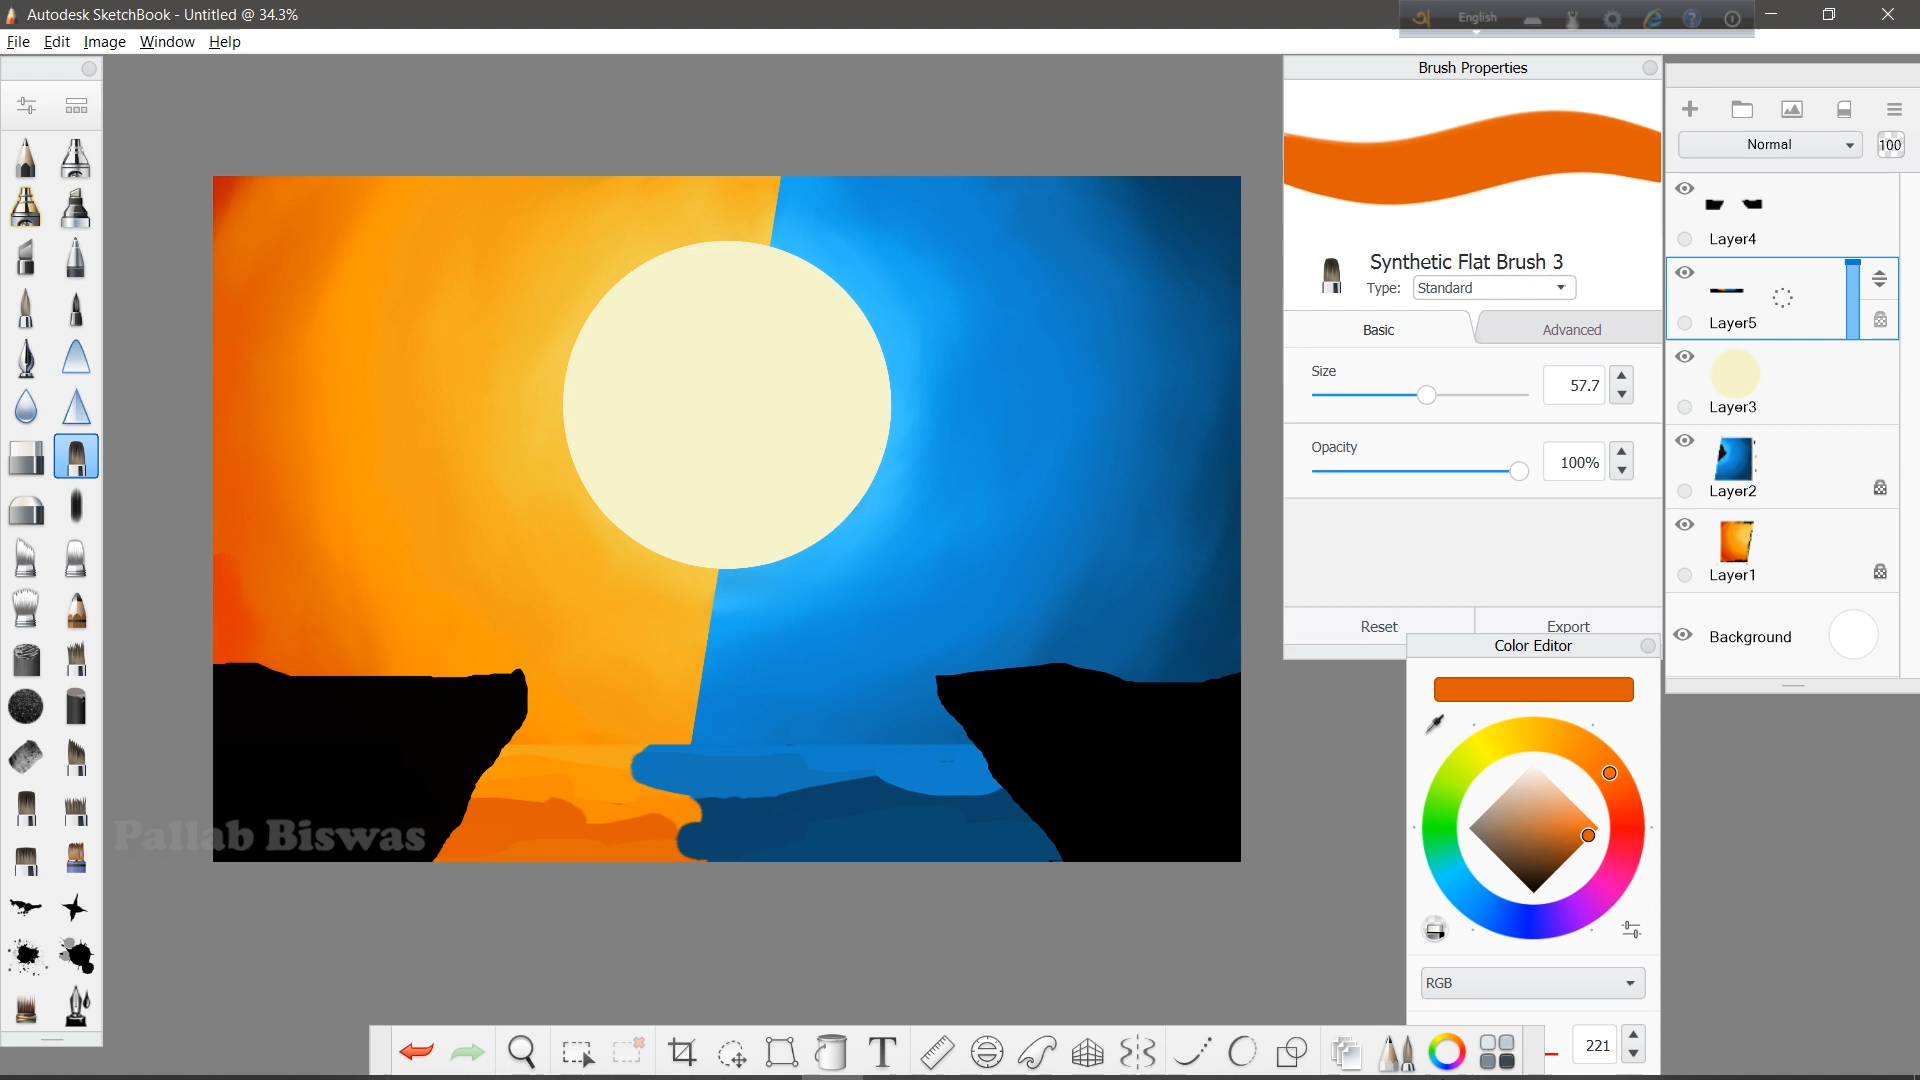 Autodesk SketchBook - Untitled @ 34.3%
English
File Edit Image Window Help
Brush Properties
Normal
100
Synthetic Flat Brush 3
Type: Standard
Basic
Advanced
Size
57.7
Opacity
100%
Reset
Export
Layer4
Layer5
Layer3
Layer2
Layer1
Background
Color Editor
RGB
221
Pallab Biswas
T